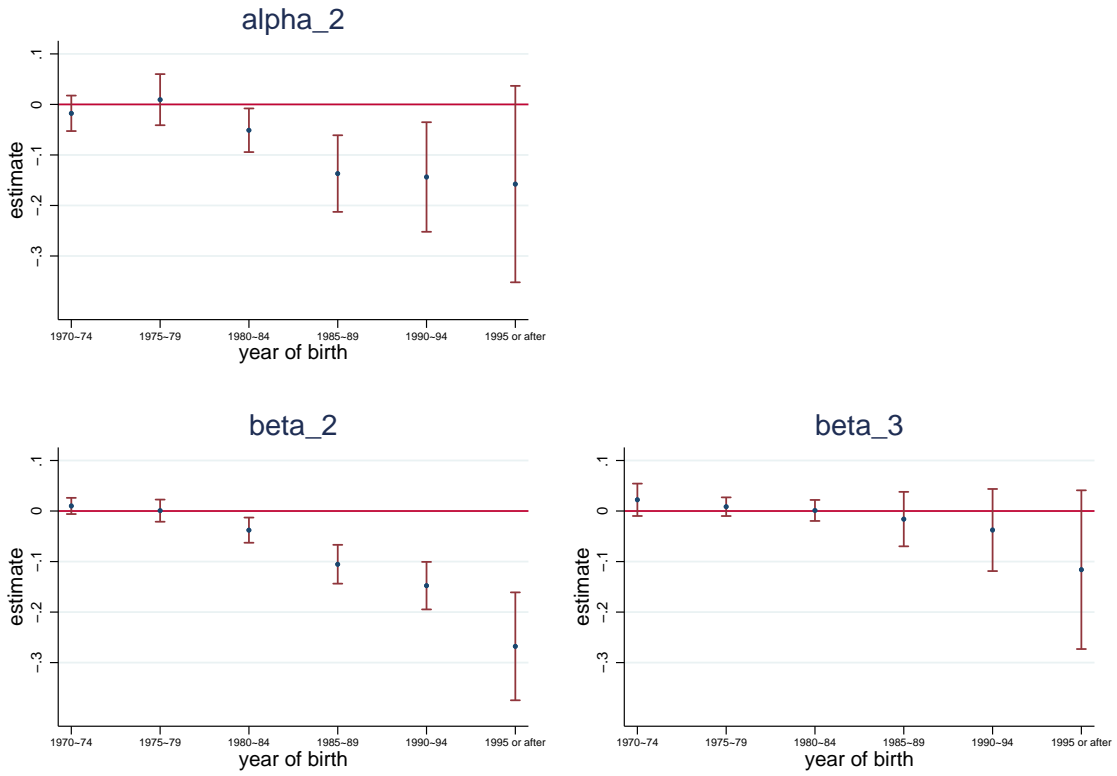 alpha_2
.1
0
-.1
-.2
-.3
estimate
1970~74 1975~79 1980~84 1985~89 1990~94 1995 or after
year of birth
beta_2
.1
0
-.1
-.2
-.3
estimate
1970~74 1975~79 1980~84 1985~89 1990~94 1995 or after
year of birth
beta_3
.1
0
-.1
-.2
-.3
estimate
1970~74 1975~79 1980~84 1985~89 1990~94 1995 or after
year of birth